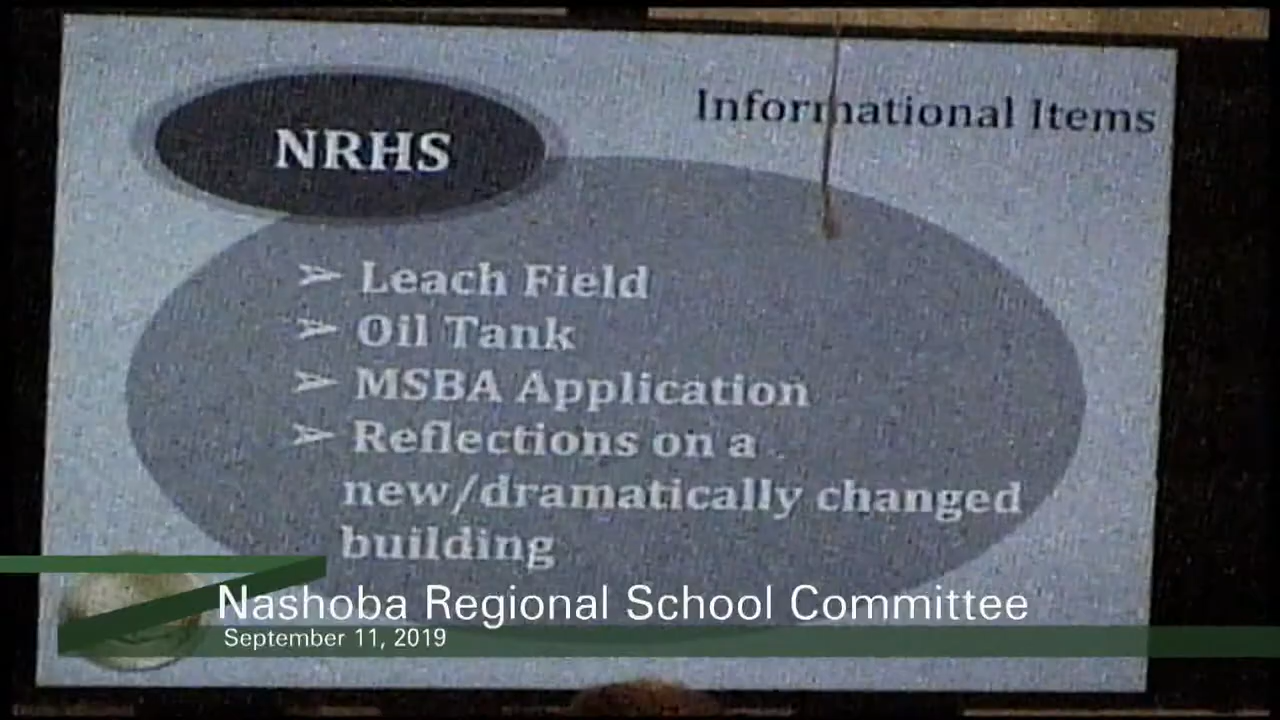 Informational Items
NRHS
➢ Leach Field
➢ Oil Tank
➢ MSBA Application
➢ Reflections on a
new/dramatically changed
building
Nashoba Regional School Committee
September 11, 2019